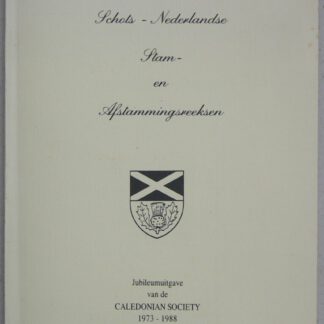 Schots - Nederlandse
Stam-
en
Afstammingsreeksen
Jubileumuitgave
van de
CALEDONIAN SOCIETY
1973 - 1988